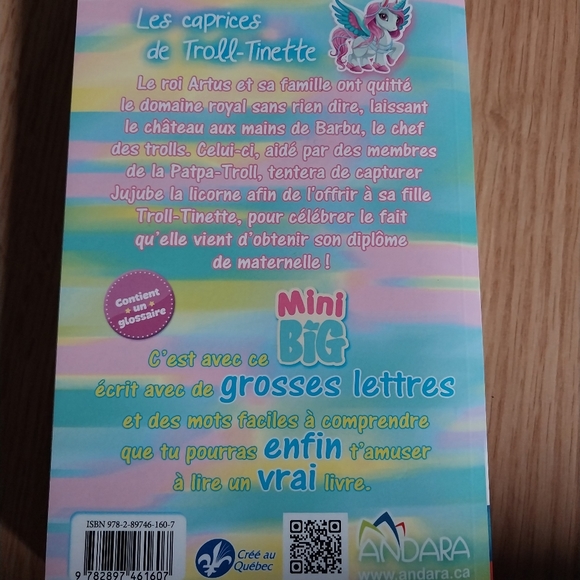 Les caprices
de Troll-Tinette
Le roi Artus et sa famille ont quitté
le domaine royal sans rien dire, laissant
le château aux mains de Barbu, le chef
des trolls. Celui-ci, aidé par des membres
de la Patpa-Troll, tentera de capturer
Jujube la licorne afin de l'offrir à sa fille
Troll-Tinette, pour célébrer le fait
qu'elle vient d'obtenir son diplôme
de maternelle !
Contient
un
glossaire
Mini
BIG
C'est avec ce
écrit avec de grosses lettres
et des mots faciles à comprendre
que tu pourras enfin t'amuser
à lire un vrai livre.
ISBN 978-2-89746-160-7
9 782897 461607
Créé au
Québec
ANDARA
www.andara.ca